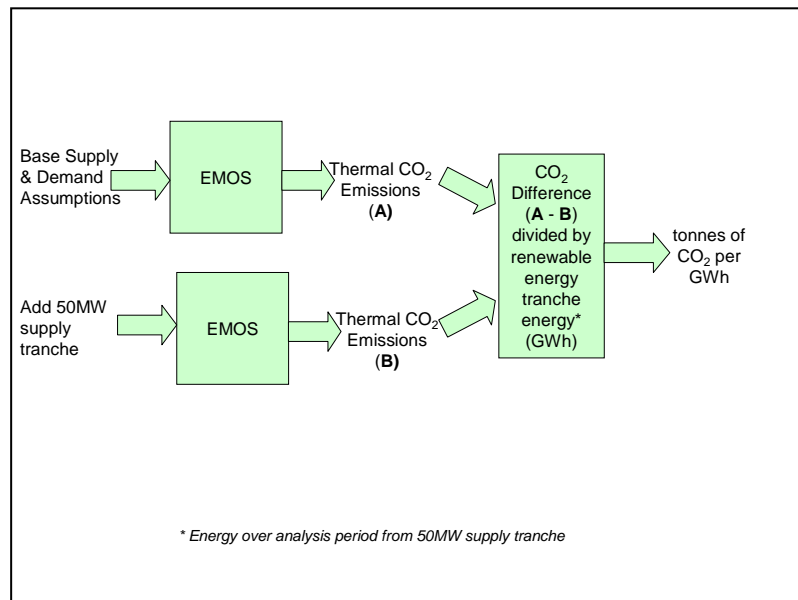 Base Supply
& Demand
Assumptions
EMOS
Thermal CO₂
Emissions
(A)
Add 50MW
supply
tranche
EMOS
Thermal CO₂
Emissions
(B)
CO₂
Difference
(A - B)
divided by
renewable
energy
tranche
energy*
(GWh)
tonnes of
CO₂ per
GWh
* Energy over analysis period from 50MW supply tranche